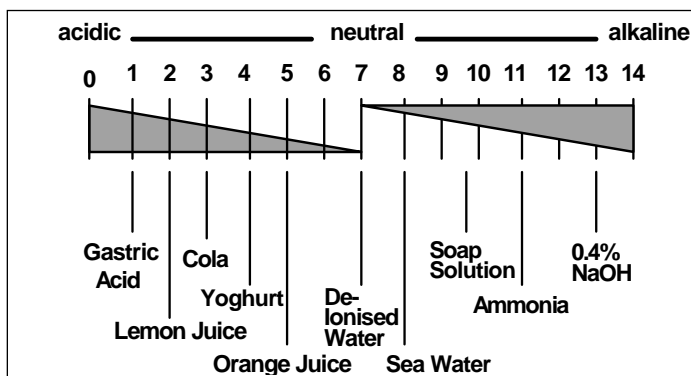 acidic neutral alkaline
0 1 2 3 4 5 6 7 8 9 10 11 12 13 14
Gastric
Acid
Lemon Juice
Cola
Yoghurt
Orange Juice
De-
Ionised
Water
Sea Water
Soap
Solution
Ammonia
0.4%
NaOH